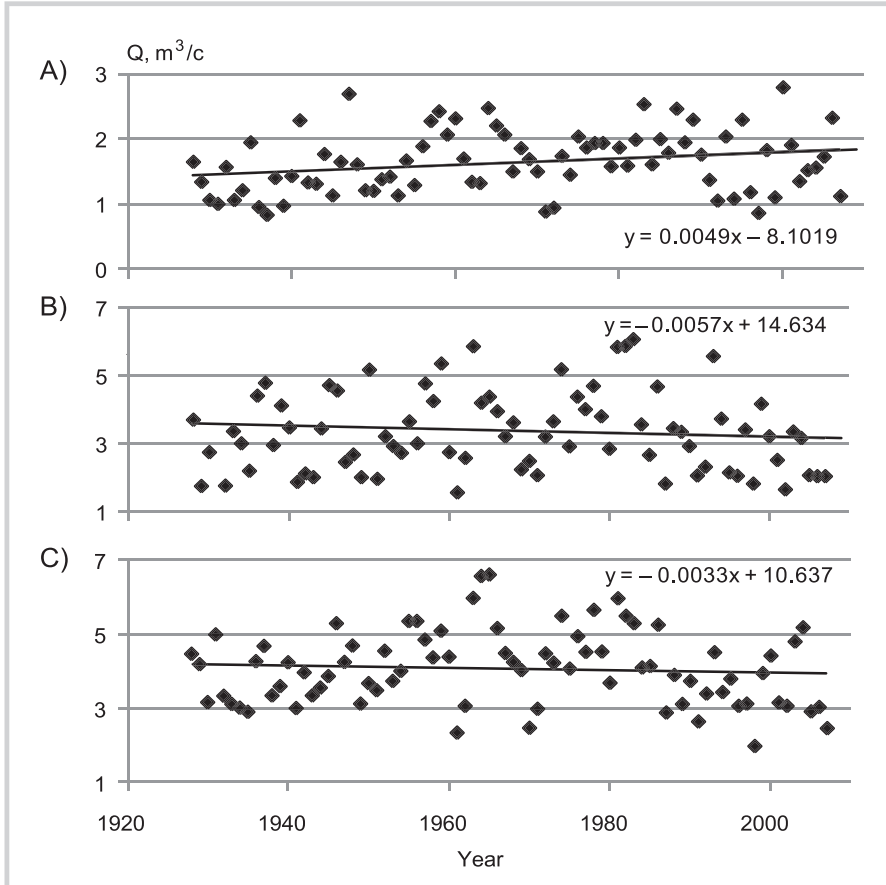 Q, m³/c
A)
3
2
1
0
y = 0.0049x – 8.1019
B)
7
5
3
1
y = –0.0057x + 14.634
C)
7
5
3
1
y = – 0.0033x + 10.637
1920 1940 1960 1980 2000
Year